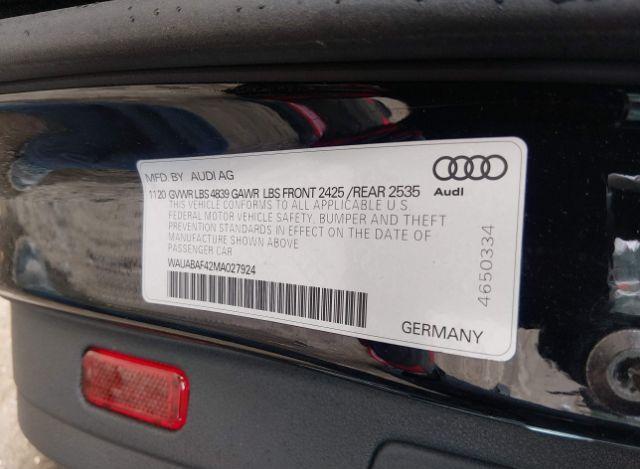 MFD. BY AUDI AG
11 20 GVWR LBS 4839 GAWR LBS FRONT 2425 / REAR 2535
THIS VEHICLE CONFORMS TO ALL APPLICABLE U S
FEDERAL MOTOR VEHICLE SAFETY, BUMPER AND THEFT
PREVENTION STANDARDS IN EFFECT ON THE DATE OF
MANUFACTURE SHOWN ABOVE
PASSENGER CAR
WAUABAF42MA027924
Audi
4650334
GERMANY